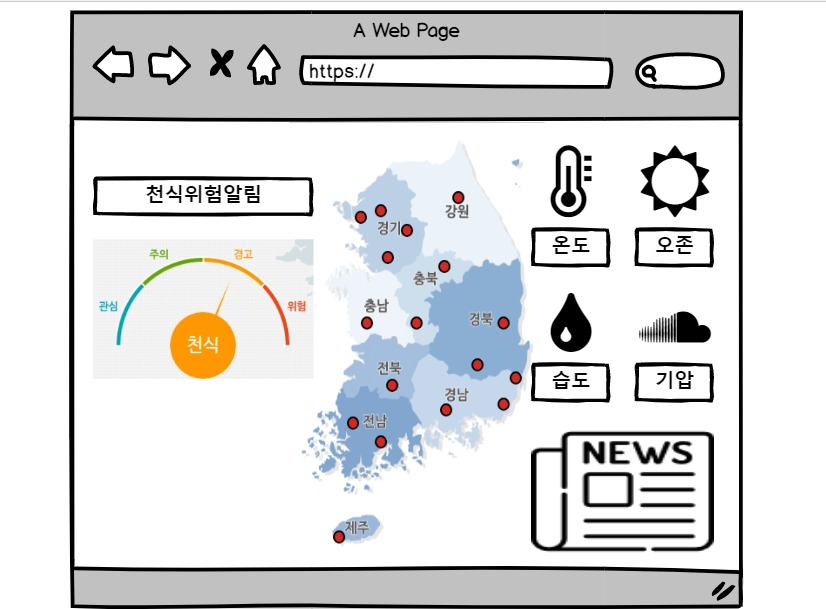 A Web Page
https://
천식위험알림
주의
경고
관심
위험
천식
강원
경기
충북
충남
경북
전북
경남
전남
제주
온도
오존
습도
기압
NEWS